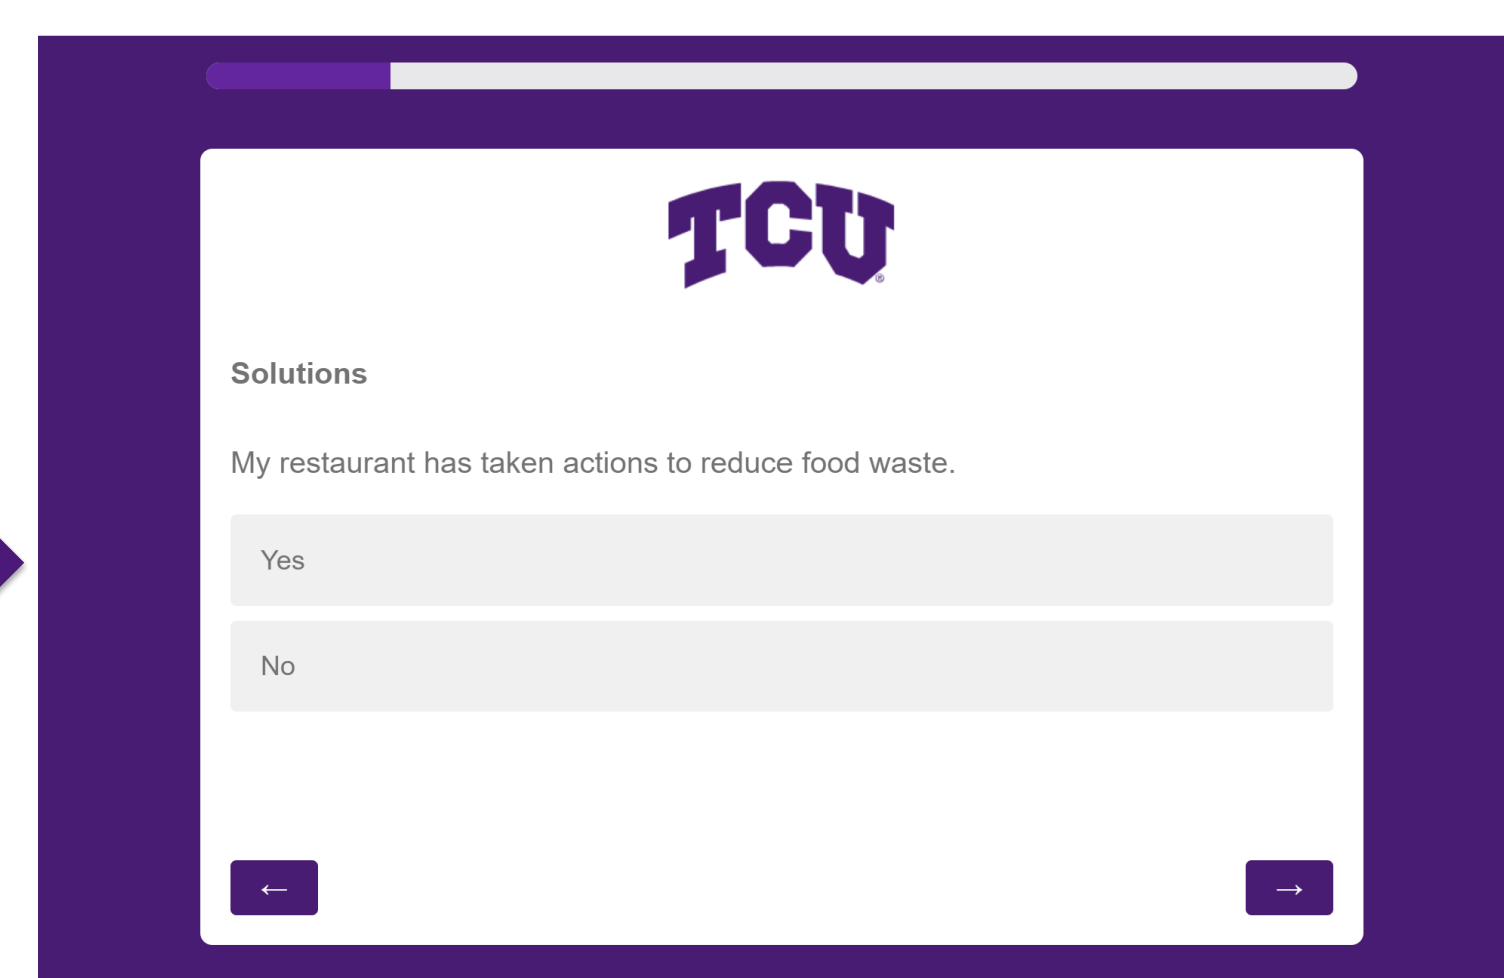 TCU
®
Solutions
My restaurant has taken actions to reduce food waste.
Yes
No
← →